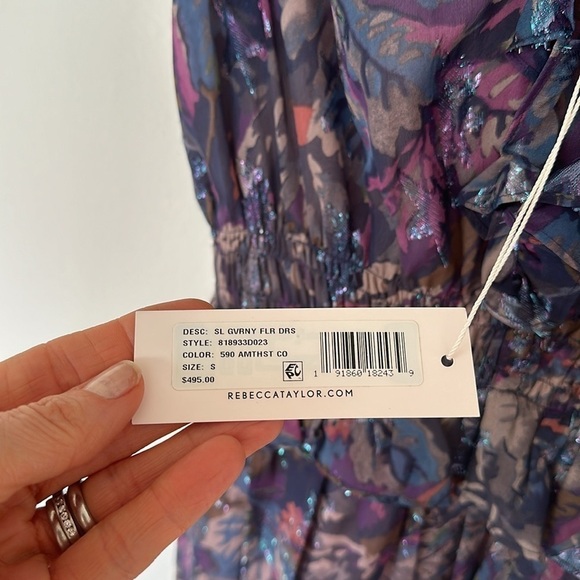 DESC: SL GVRNY FLR DRS
STYLE: 818933D023
COLOR: 590 AMTHST CO
SIZE: S
$495.00
1 91860 18243 9
REBECCATAYLOR.COM